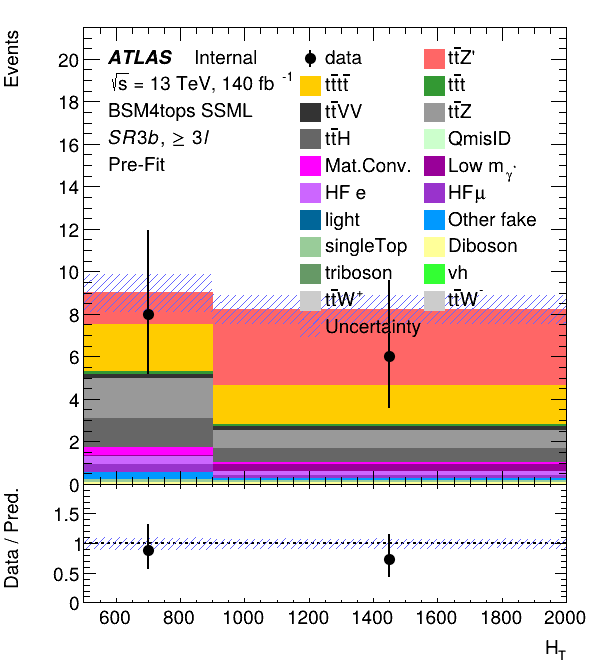 Events
20
18
16
14
12
10
8
6
4
2
0
ATLAS Internal
√s = 13 TeV, 140 fb⁻¹
BSM4tops SSML
SR3b, ≥ 3l
Pre-Fit
data
tt̄Z'
tt̄tt̄
tt̄t
tt̄VV
tt̄Z
tt̄H
QmisID
Mat.Conv.
Low m_γ*
HF e
HFμ
light
Other fake
singleTop
Diboson
triboson
vh
tt̄W⁺
tt̄W⁻
Uncertainty
Data / Pred.
1.5
1
0.5
0
600 800 1000 1200 1400 1600 1800 2000
H_T